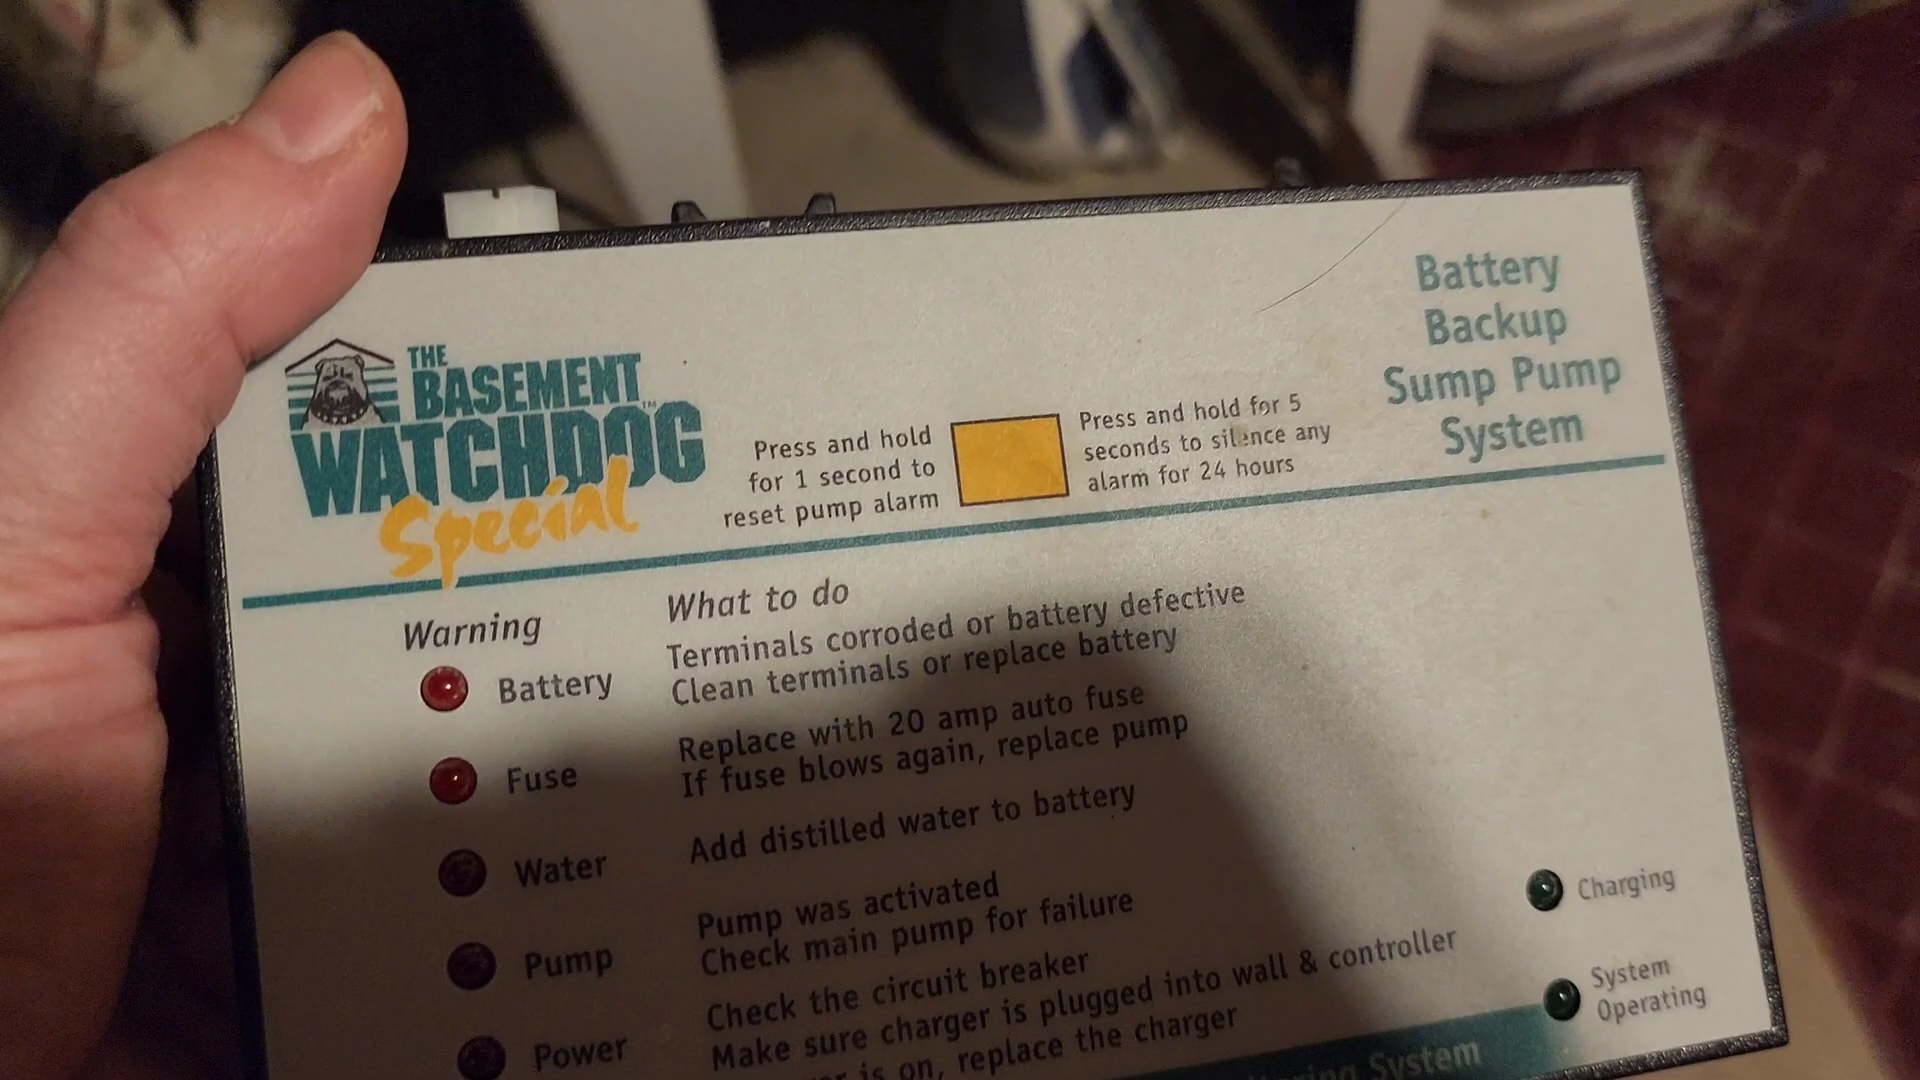 THE
BASEMENT
WATCHDOG™
Special
Press and hold
for 1 second to
reset pump alarm
Press and hold for 5
seconds to silence any
alarm for 24 hours
Battery
Backup
Sump Pump
System
Warning
What to do
Battery
Terminals corroded or battery defective
Clean terminals or replace battery
Fuse
Replace with 20 amp auto fuse
If fuse blows again, replace pump
Water
Add distilled water to battery
Pump
Pump was activated
Check main pump for failure
Power
Check the circuit breaker
Make sure charger is plugged into wall & controller
is on, replace the charger
Charging
System
Operating
System